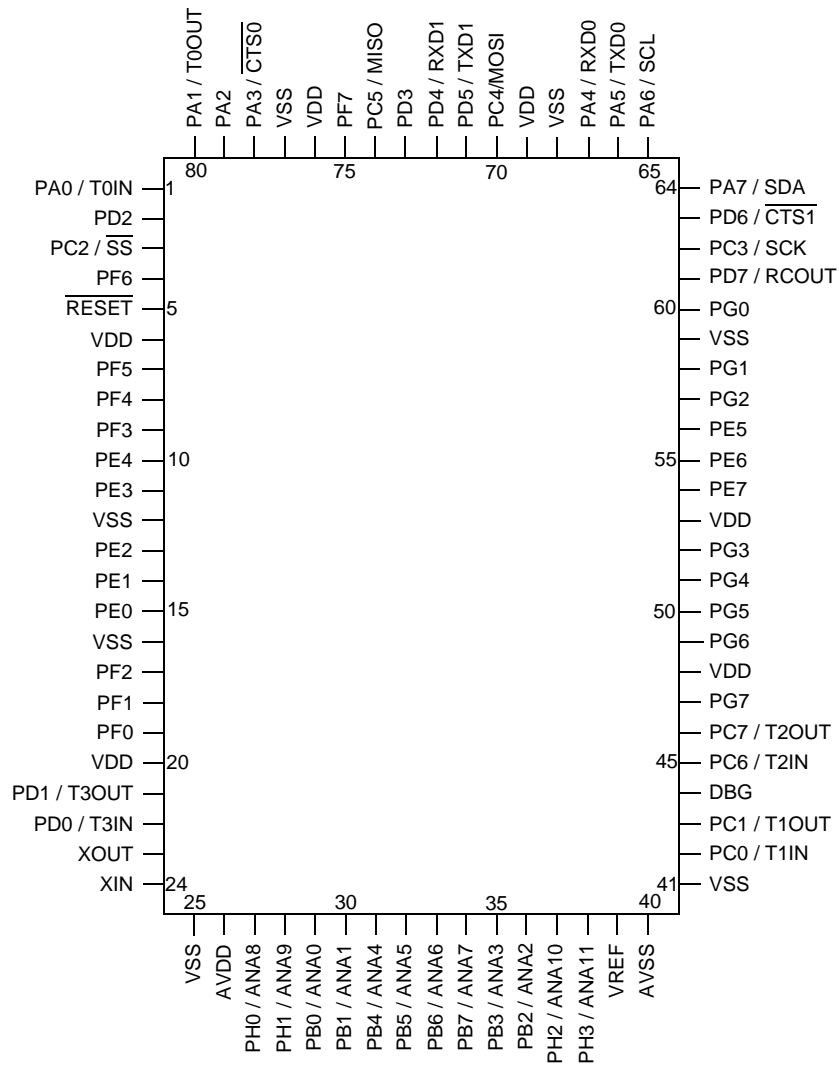 PA1 / T0OUT
PA2
PA3 / CTS0
VSS
VDD
PF7
PC5 / MISO
PD3
PD4 / RXD1
PD5 / TXD1
PC4/MOSI
VDD
VSS
PA4 / RXD0
PA5 / TXD0
PA6 / SCL
80
75
70
65
PA0 / T0IN 1
PD2
PC2 / SS
PF6
RESET 5
VDD
PF5
PF4
PF3
PE4 10
PE3
VSS
PE2
PE1
PE0 15
VSS
PF2
PF1
PF0
VDD 20
PD1 / T3OUT
PD0 / T3IN
XOUT
XIN 24
64 PA7 / SDA
PD6 / CTS1
PC3 / SCK
PD7 / RCOUT
60 PG0
VSS
PG1
PG2
PE5
55 PE6
PE7
VDD
PG3
PG4
50 PG5
PG6
VDD
PG7
PC7 / T2OUT
45 PC6 / T2IN
DBG
PC1 / T1OUT
PC0 / T1IN
41 VSS
25
30
35
40
VSS
AVDD
PH0 / ANA8
PH1 / ANA9
PB0 / ANA0
PB1 / ANA1
PB4 / ANA4
PB5 / ANA5
PB6 / ANA6
PB7 / ANA7
PB3 / ANA3
PB2 / ANA2
PH2 / ANA10
PH3 / ANA11
VREF
AVSS